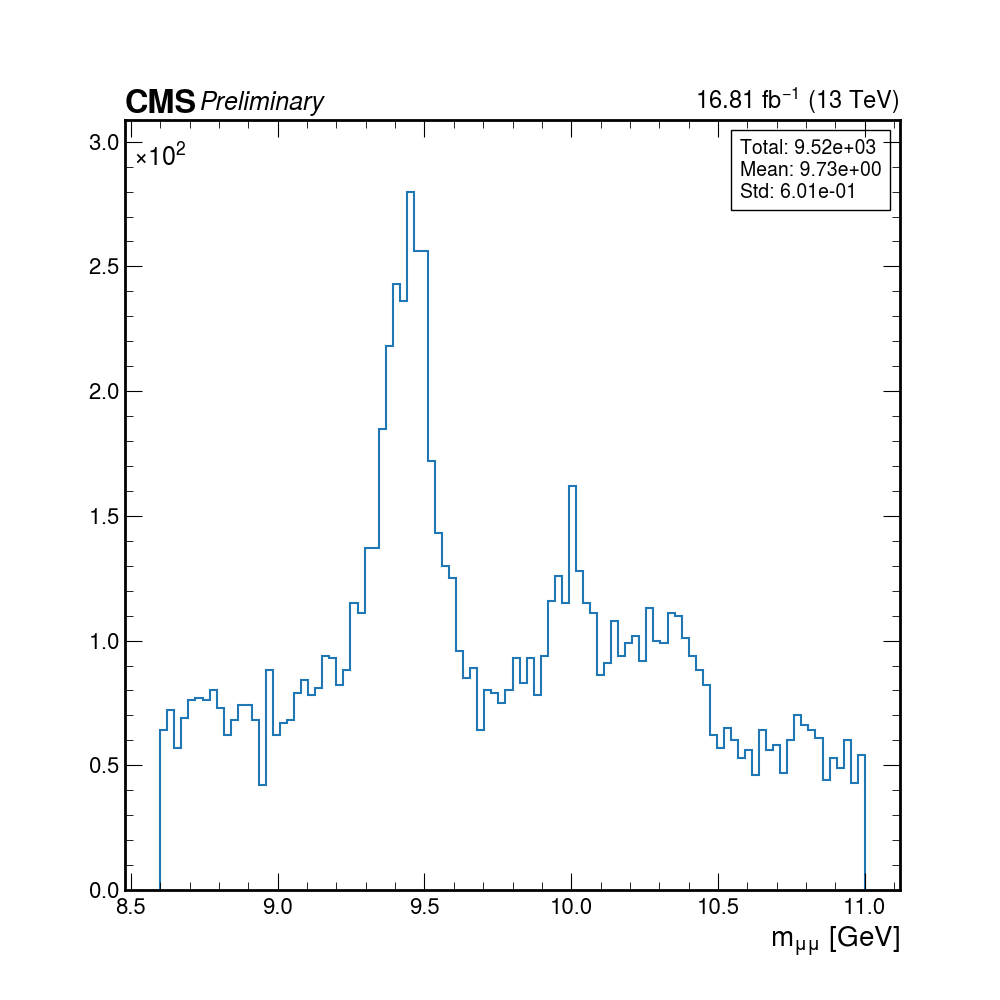 CMS Preliminary
16.81 fb⁻¹ (13 TeV)
×10²
Total: 9.52e+03
Mean: 9.73e+00
Std: 6.01e-01
3.0
2.5
2.0
1.5
1.0
0.5
0.0
8.5 9.0 9.5 10.0 10.5 11.0
m_μμ [GeV]